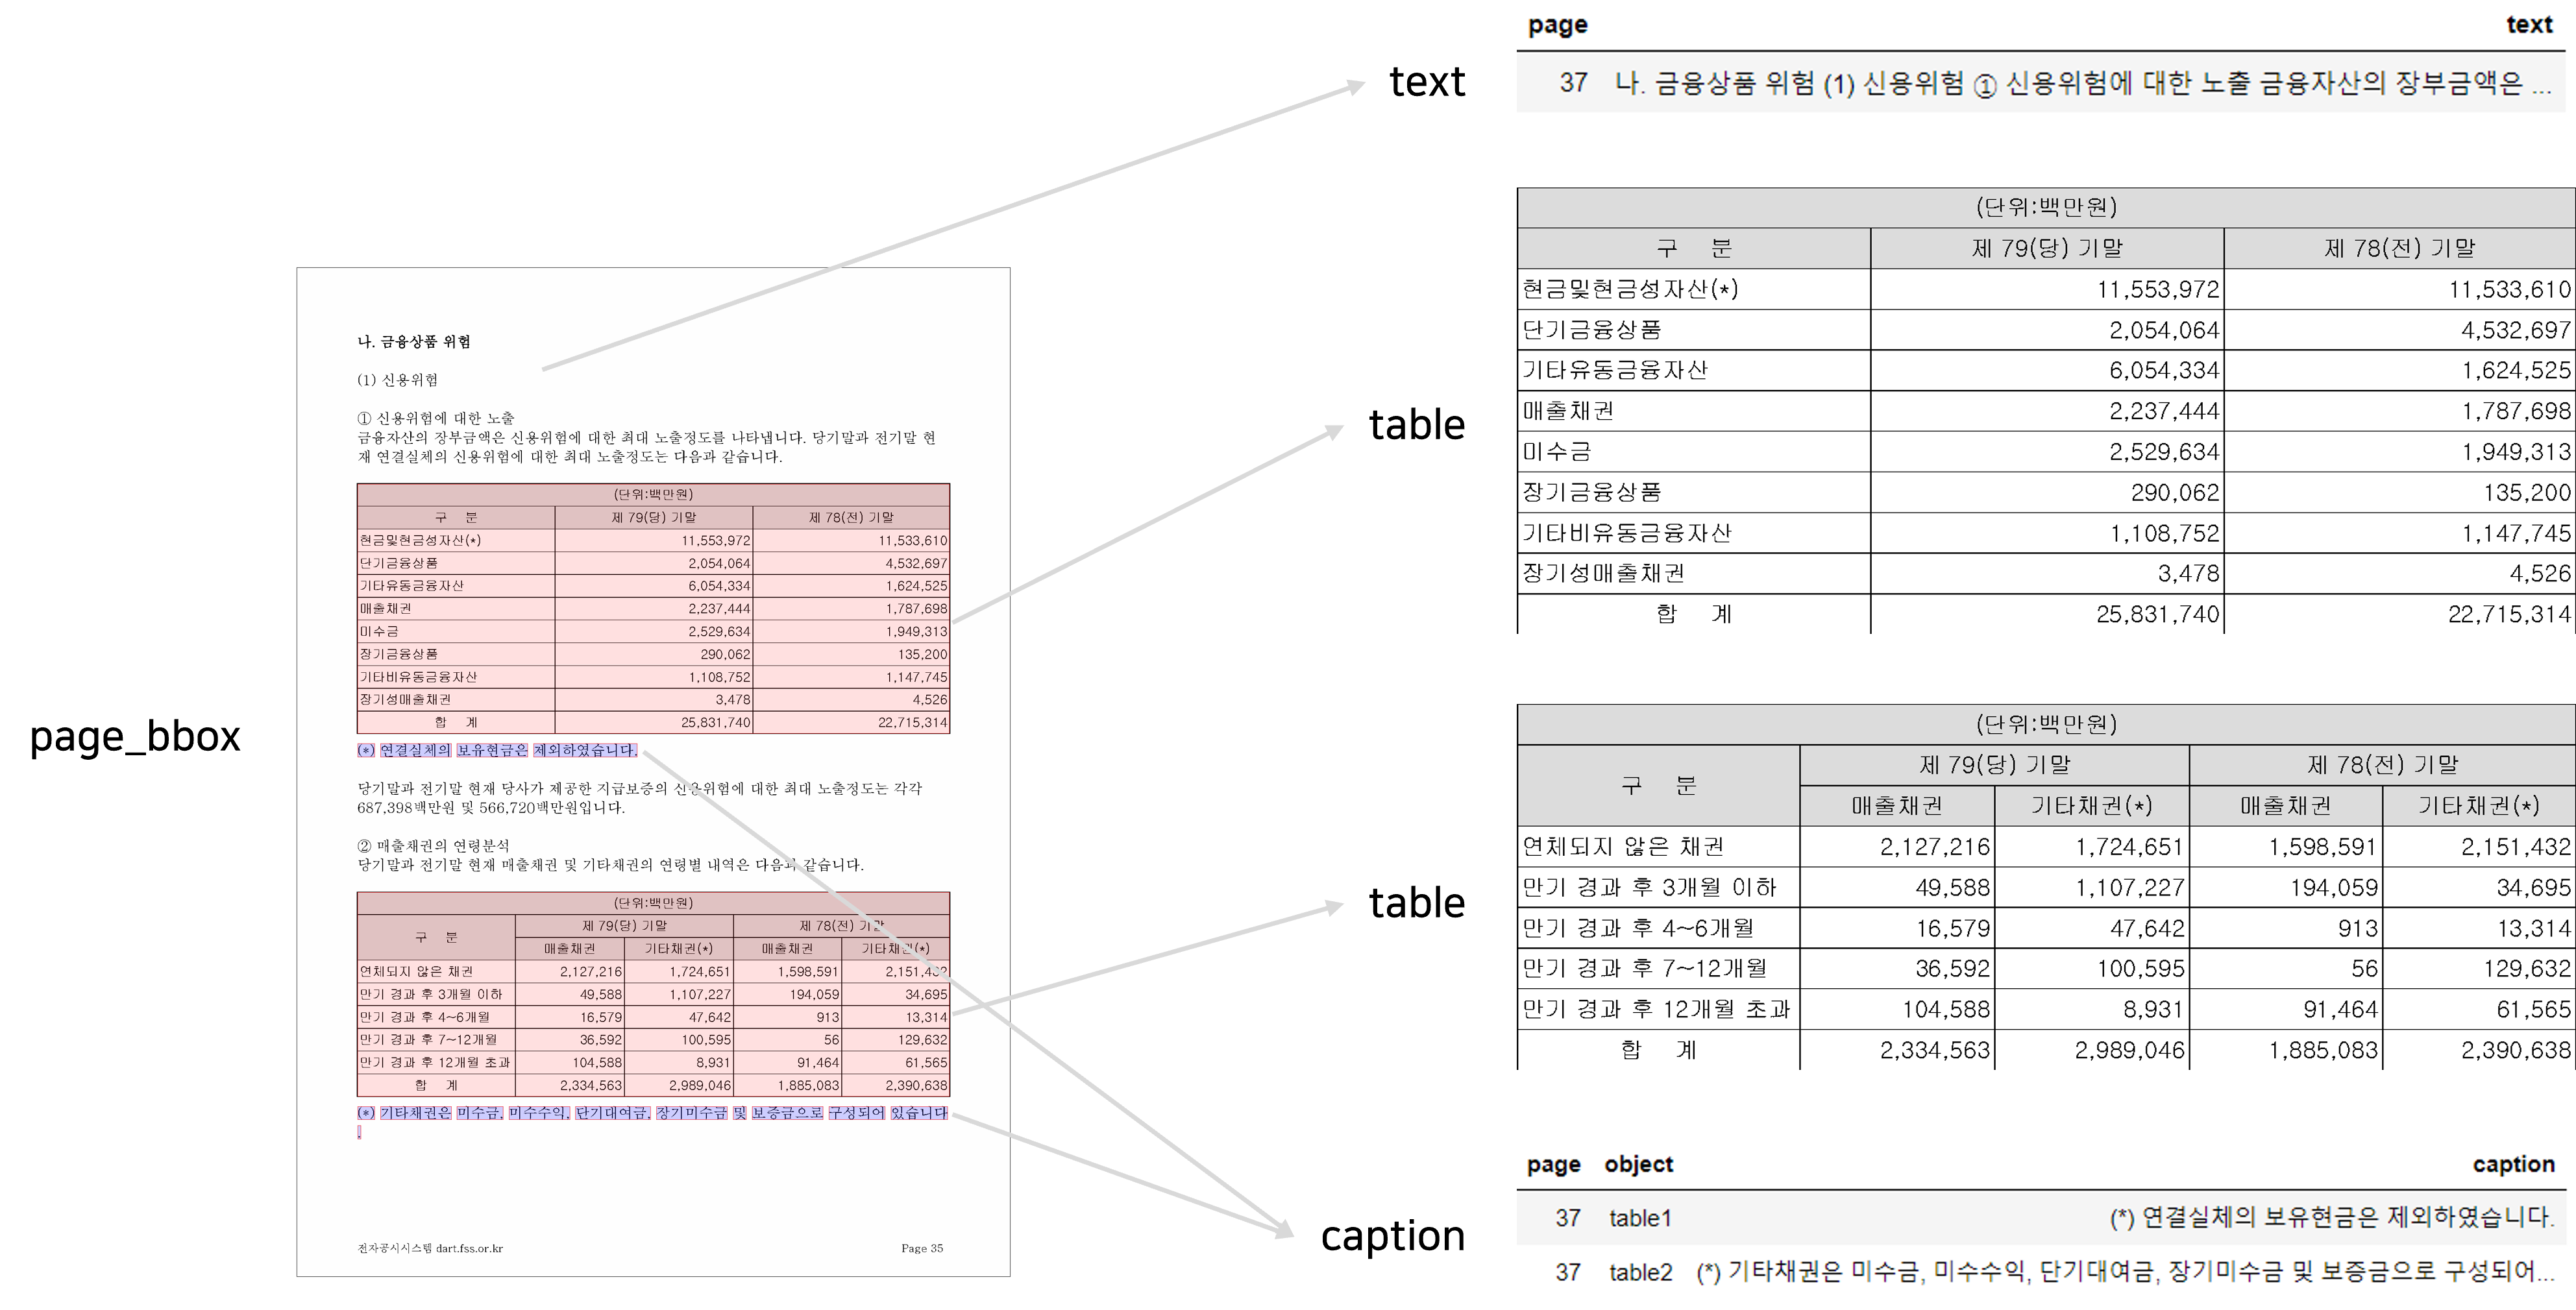 page_bbox
나. 금융상품 위험
(1) 신용위험
① 신용위험에 대한 노출
금융자산의 장부금액은 신용위험에 대한 최대 노출정도를 나타냅니다. 당기말과 전기말 현
재 연결실체의 신용위험에 대한 최대 노출정도는 다음과 같습니다.
(단위:백만원)
구 분 제 79(당) 기말 제 78(전) 기말
현금및현금성자산(*) 11,553,972 11,533,610
단기금융상품 2,054,064 4,532,697
기타유동금융자산 6,054,334 1,624,525
매출채권 2,237,444 1,787,698
미수금 2,529,634 1,949,313
장기금융상품 290,062 135,200
기타비유동금융자산 1,108,752 1,147,745
장기성매출채권 3,478 4,526
합 계 25,831,740 22,715,314
(*) 연결실체의 보유현금은 제외하였습니다.
당기말과 전기말 현재 당사가 제공한 지급보증의 신용위험에 대한 최대 노출정도는 각각
687,398백만원 및 566,720백만원입니다.
② 매출채권의 연령분석
당기말과 전기말 현재 매출채권 및 기타채권의 연령별 내역은 다음과 같습니다.
(단위:백만원)
구 분 제 79(당) 기말 제 78(전) 기말
매출채권 기타채권(*) 매출채권 기타채권(*)
연체되지 않은 채권 2,127,216 1,724,651 1,598,591 2,151,432
만기 경과 후 3개월 이하 49,588 1,107,227 194,059 34,695
만기 경과 후 4~6개월 16,579 47,642 913 13,314
만기 경과 후 7~12개월 36,592 100,595 56 129,632
만기 경과 후 12개월 초과 104,588 8,931 91,464 61,565
합 계 2,334,563 2,989,046 1,885,083 2,390,638
(*) 기타채권은 미수금, 미수수익, 단기대여금, 장기미수금 및 보증금으로 구성되어 있습니다
.
전자공시시스템 dart.fss.or.kr Page 35
text
page text
37 나. 금융상품 위험 (1) 신용위험 ① 신용위험에 대한 노출 금융자산의 장부금액은 ...
table
(단위:백만원)
구 분 제 79(당) 기말 제 78(전) 기말
현금및현금성자산(*) 11,553,972 11,533,610
단기금융상품 2,054,064 4,532,697
기타유동금융자산 6,054,334 1,624,525
매출채권 2,237,444 1,787,698
미수금 2,529,634 1,949,313
장기금융상품 290,062 135,200
기타비유동금융자산 1,108,752 1,147,745
장기성매출채권 3,478 4,526
합 계 25,831,740 22,715,314
table
(단위:백만원)
구 분 제 79(당) 기말 제 78(전) 기말
매출채권 기타채권(*) 매출채권 기타채권(*)
연체되지 않은 채권 2,127,216 1,724,651 1,598,591 2,151,432
만기 경과 후 3개월 이하 49,588 1,107,227 194,059 34,695
만기 경과 후 4~6개월 16,579 47,642 913 13,314
만기 경과 후 7~12개월 36,592 100,595 56 129,632
만기 경과 후 12개월 초과 104,588 8,931 91,464 61,565
합 계 2,334,563 2,989,046 1,885,083 2,390,638
caption
page object caption
37 table1 (*) 연결실체의 보유현금은 제외하였습니다.
37 table2 (*) 기타채권은 미수금, 미수수익, 단기대여금, 장기미수금 및 보증금으로 구성되어...